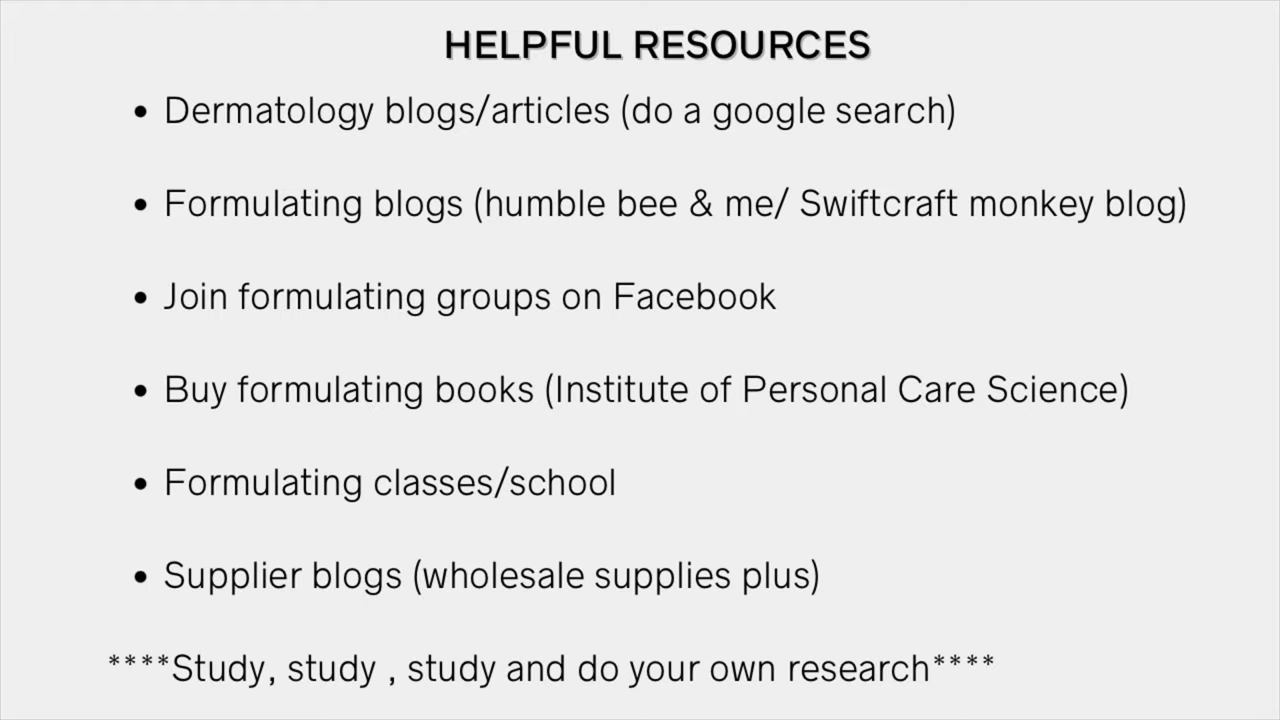 HELPFUL RESOURCES
• Dermatology blogs/articles (do a google search)
• Formulating blogs (humble bee & me/ Swiftcraft monkey blog)
• Join formulating groups on Facebook
• Buy formulating books (Institute of Personal Care Science)
• Formulating classes/school
• Supplier blogs (wholesale supplies plus)
****Study, study , study and do your own research****